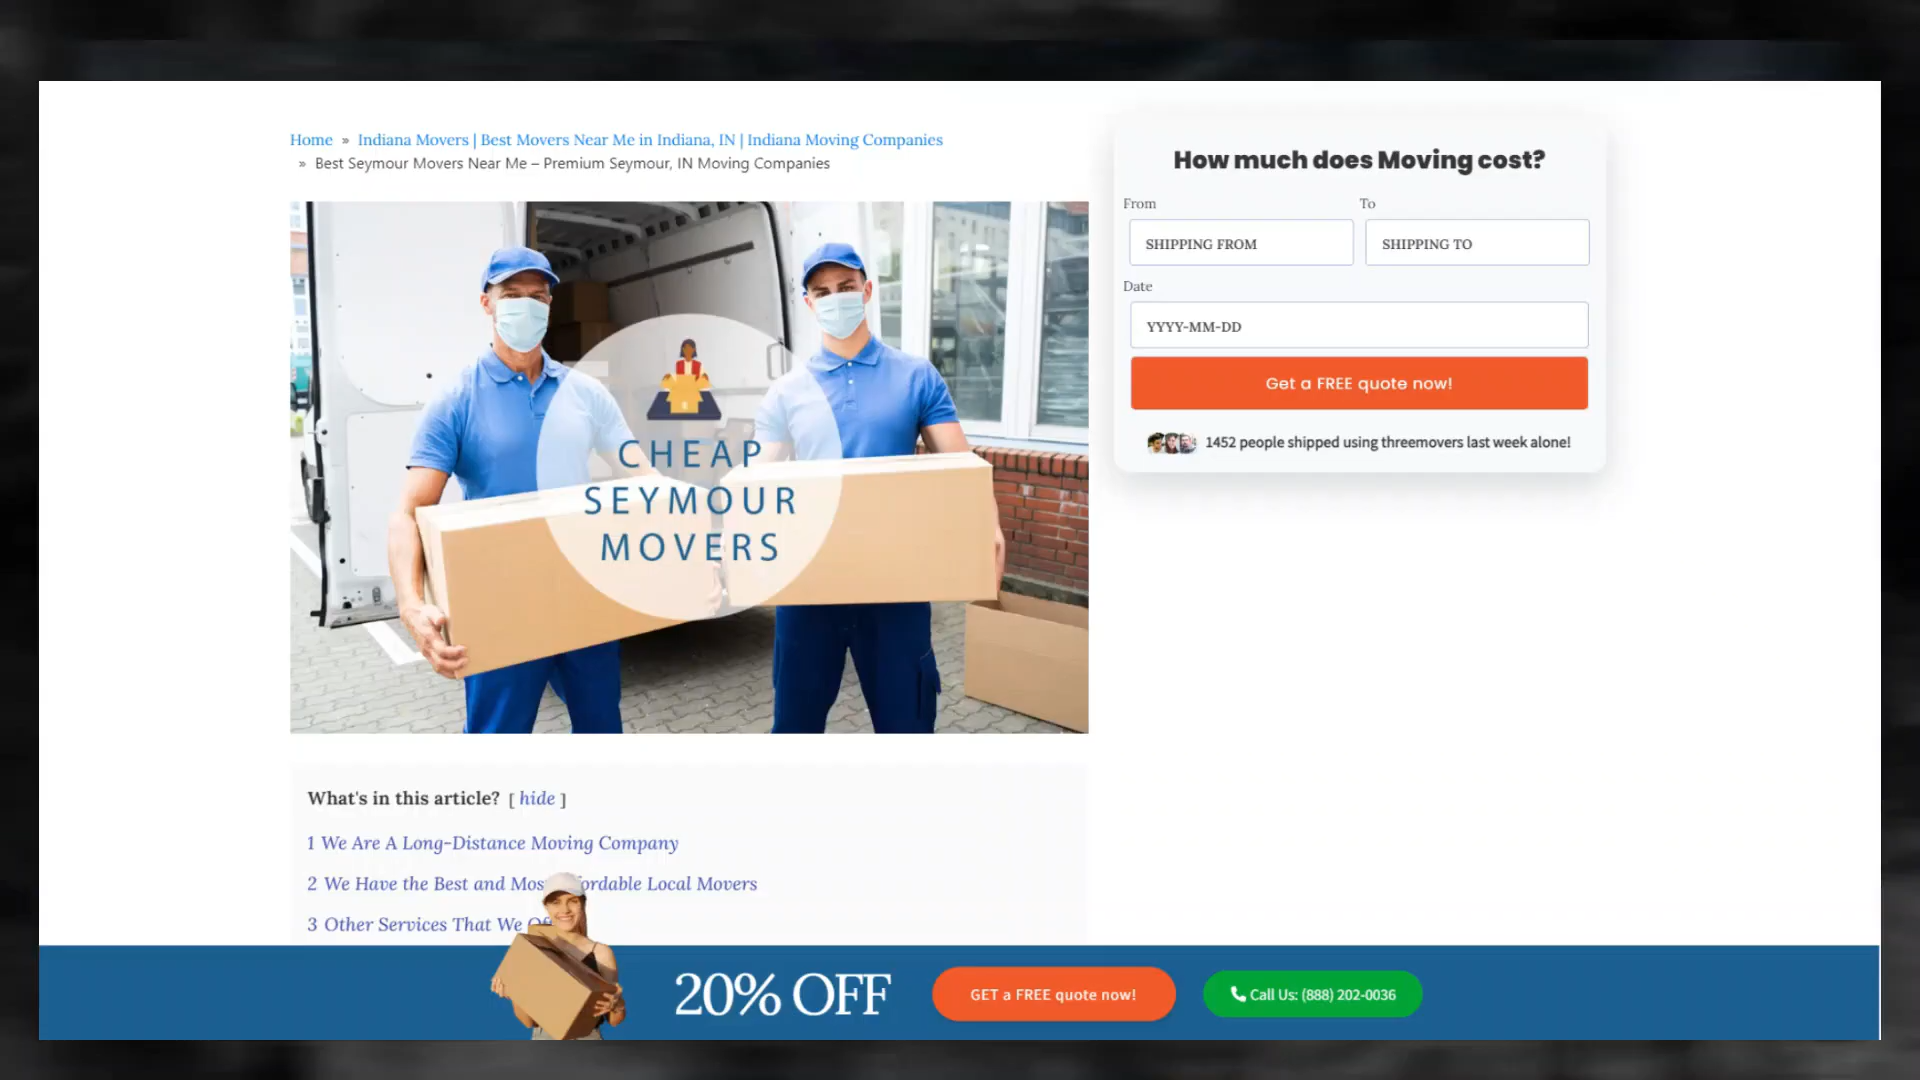 Home » Indiana Movers | Best Movers Near Me in Indiana, IN | Indiana Moving Companies
» Best Seymour Movers Near Me – Premium Seymour, IN Moving Companies
CHEAP
SEYMOUR
MOVERS
How much does Moving cost?
From To
SHIPPING FROM SHIPPING TO
Date
YYYY-MM-DD
Get a FREE quote now!
1452 people shipped using threemovers last week alone!
What's in this article? [ hide ]
1 We Are A Long-Distance Moving Company
2 We Have the Best and Local Movers
3 Other Services That We
20% OFF
GET a FREE quote now!
Call Us: (888) 202-0036